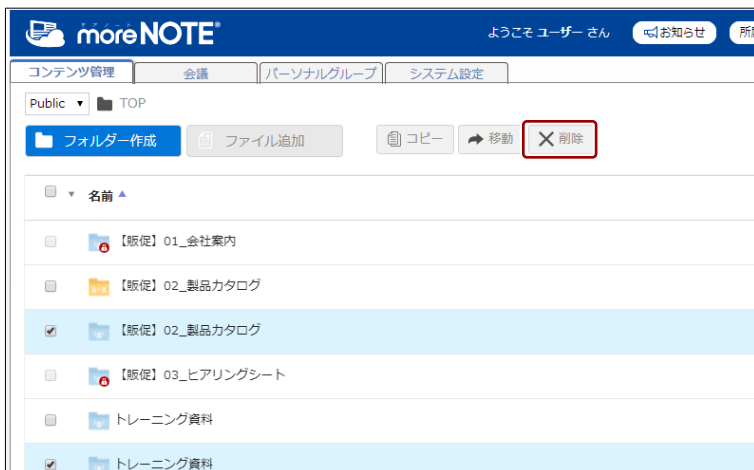 モアノート
moreNOTE®
ようこそ ユーザー さん
お知らせ
コンテンツ管理
会議
パーソナルグループ
システム設定
Public
TOP
フォルダー作成
ファイル追加
コピー
移動
削除
名前
【販促】01_会社案内
【販促】02_製品カタログ
【販促】02_製品カタログ
【販促】03_ヒアリングシート
トレーニング資料
トレーニング資料